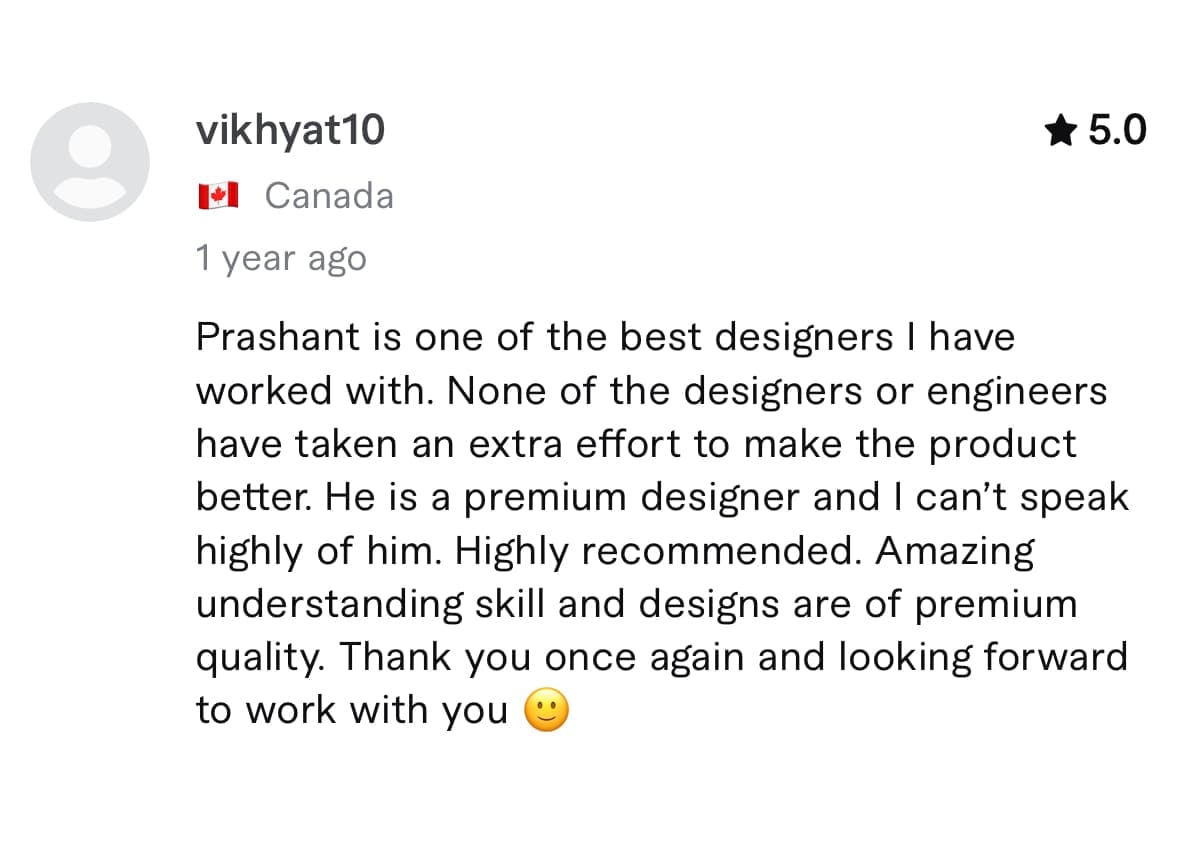 vikhyat10
★ 5.0
🇨🇦 Canada
1 year ago
Prashant is one of the best designers I have
worked with. None of the designers or engineers
have taken an extra effort to make the product
better. He is a premium designer and I can’t speak
highly of him. Highly recommended. Amazing
understanding skill and designs are of premium
quality. Thank you once again and looking forward
to work with you 🙂